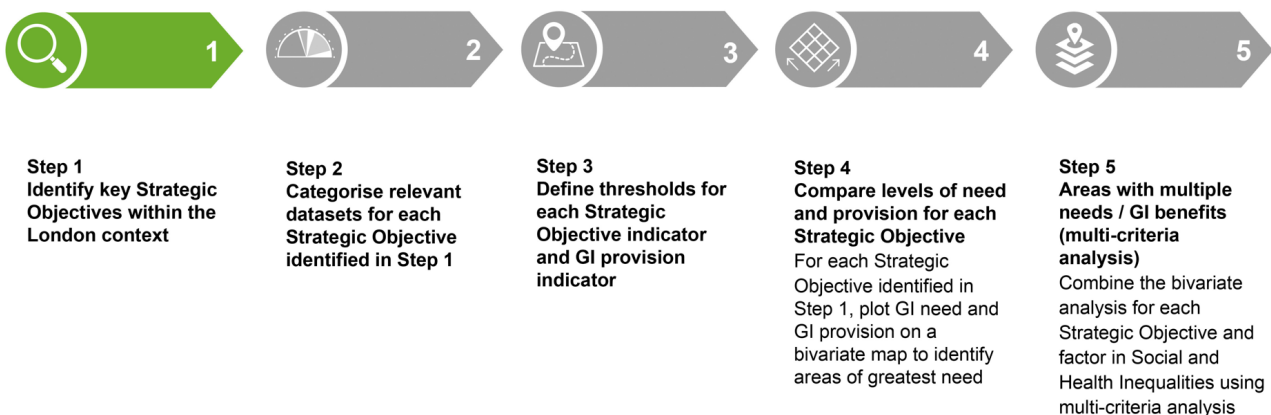 1
2
3
4
5
Step 1
Identify key Strategic
Objectives within the
London context
Step 2
Categorise relevant
datasets for each
Strategic Objective
identified in Step 1
Step 3
Define thresholds for
each Strategic
Objective indicator
and GI provision
indicator
Step 4
Compare levels of need
and provision for each
Strategic Objective
For each Strategic
Objective identified in
Step 1, plot GI need and
GI provision on a
bivariate map to identify
areas of greatest need
Step 5
Areas with multiple
needs / GI benefits
(multi-criteria
analysis)
Combine the bivariate
analysis for each
Strategic Objective and
factor in Social and
Health Inequalities using
multi-criteria analysis